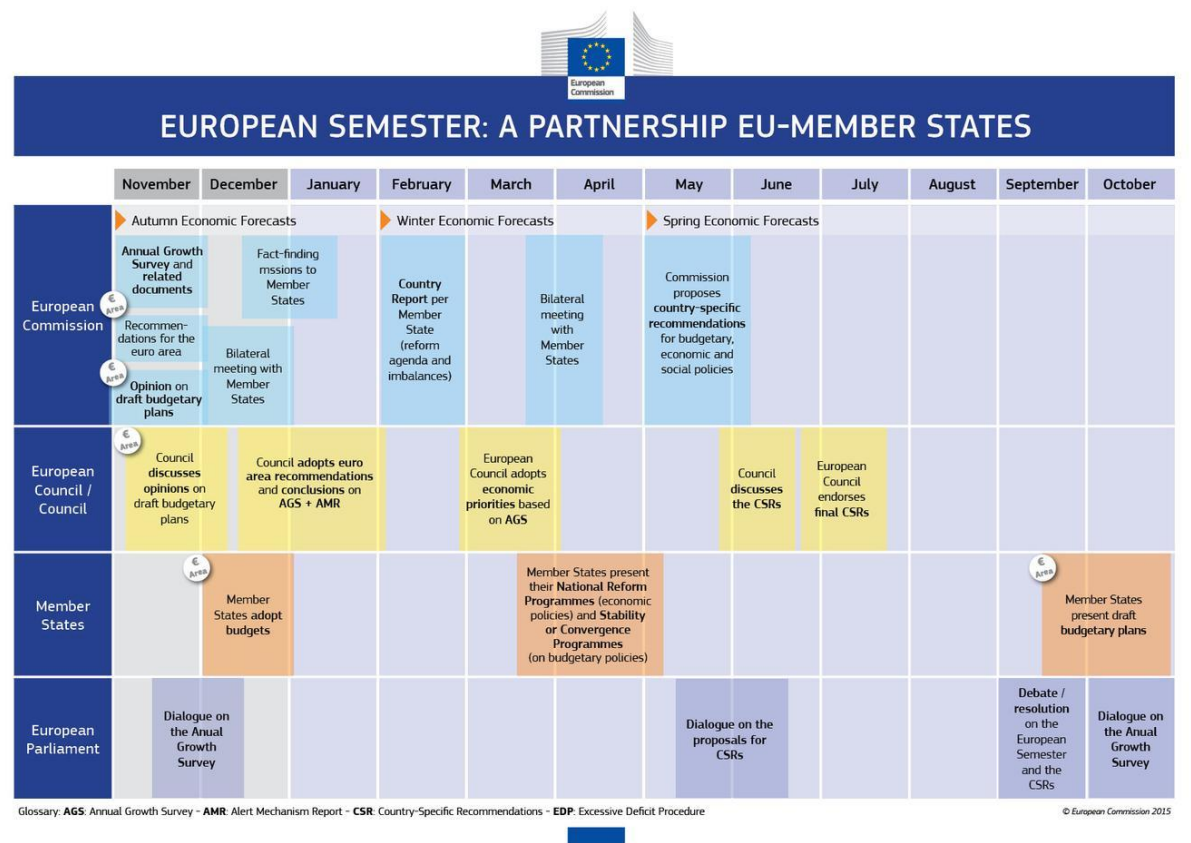 European
Commission
EUROPEAN SEMESTER: A PARTNERSHIP EU-MEMBER STATES
November December January February March April May June July August September October
Autumn Economic Forecasts
Winter Economic Forecasts
Spring Economic Forecasts
European
Commission
Annual Growth
Survey and
related
documents
€
Area
Recommen-
dations for the
euro area
€
Area
Opinion on
draft budgetary
plans
Fact-finding
mssions to
Member
States
Bilateral
meeting with
Member
States
Country
Report per
Member
State
(reform
agenda and
imbalances)
Bilateral
meeting
with
Member
States
Commission
proposes
country-specific
recommendations
for budgetary,
economic and
social policies
European
Council /
Council
€
Area
Council
discusses
opinions on
draft budgetary
plans
Council adopts euro
area recommendations
and conclusions on
AGS + AMR
European
Council adopts
economic
priorities based
on AGS
Council
discusses
the CSRs
European
Council
endorses
final CSRs
Member
States
€
Area
Member
States adopt
budgets
Member States present
their National Reform
Programmes (economic
policies) and Stability
or Convergence
Programmes
(on budgetary policies)
€
Area
Member States
present draft
budgetary plans
European
Parliament
Dialogue on
the Anual
Growth
Survey
Dialogue on the
proposals for
CSRs
Debate /
resolution
on the
European
Semester
and the
CSRs
Dialogue on
the Anual
Growth
Survey
Glossary: AGS: Annual Growth Survey - AMR: Alert Mechanism Report - CSR: Country-Specific Recommendations - EDP: Excessive Deficit Procedure
© European Commission 2015